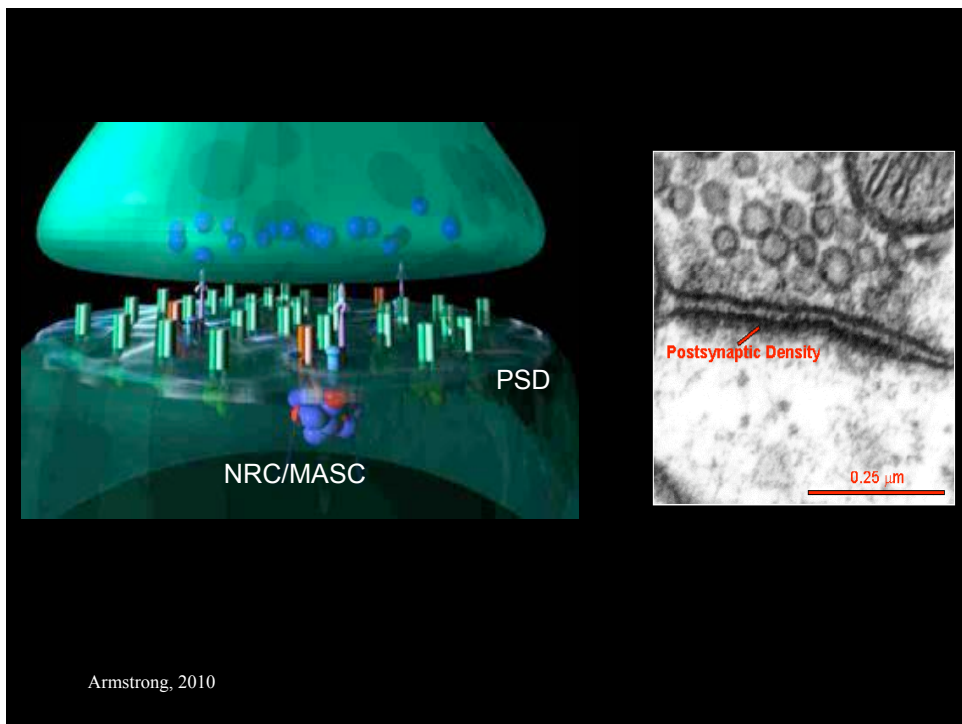 PSD
NRC/MASC
Postsynaptic Density
0.25 μm
Armstrong, 2010